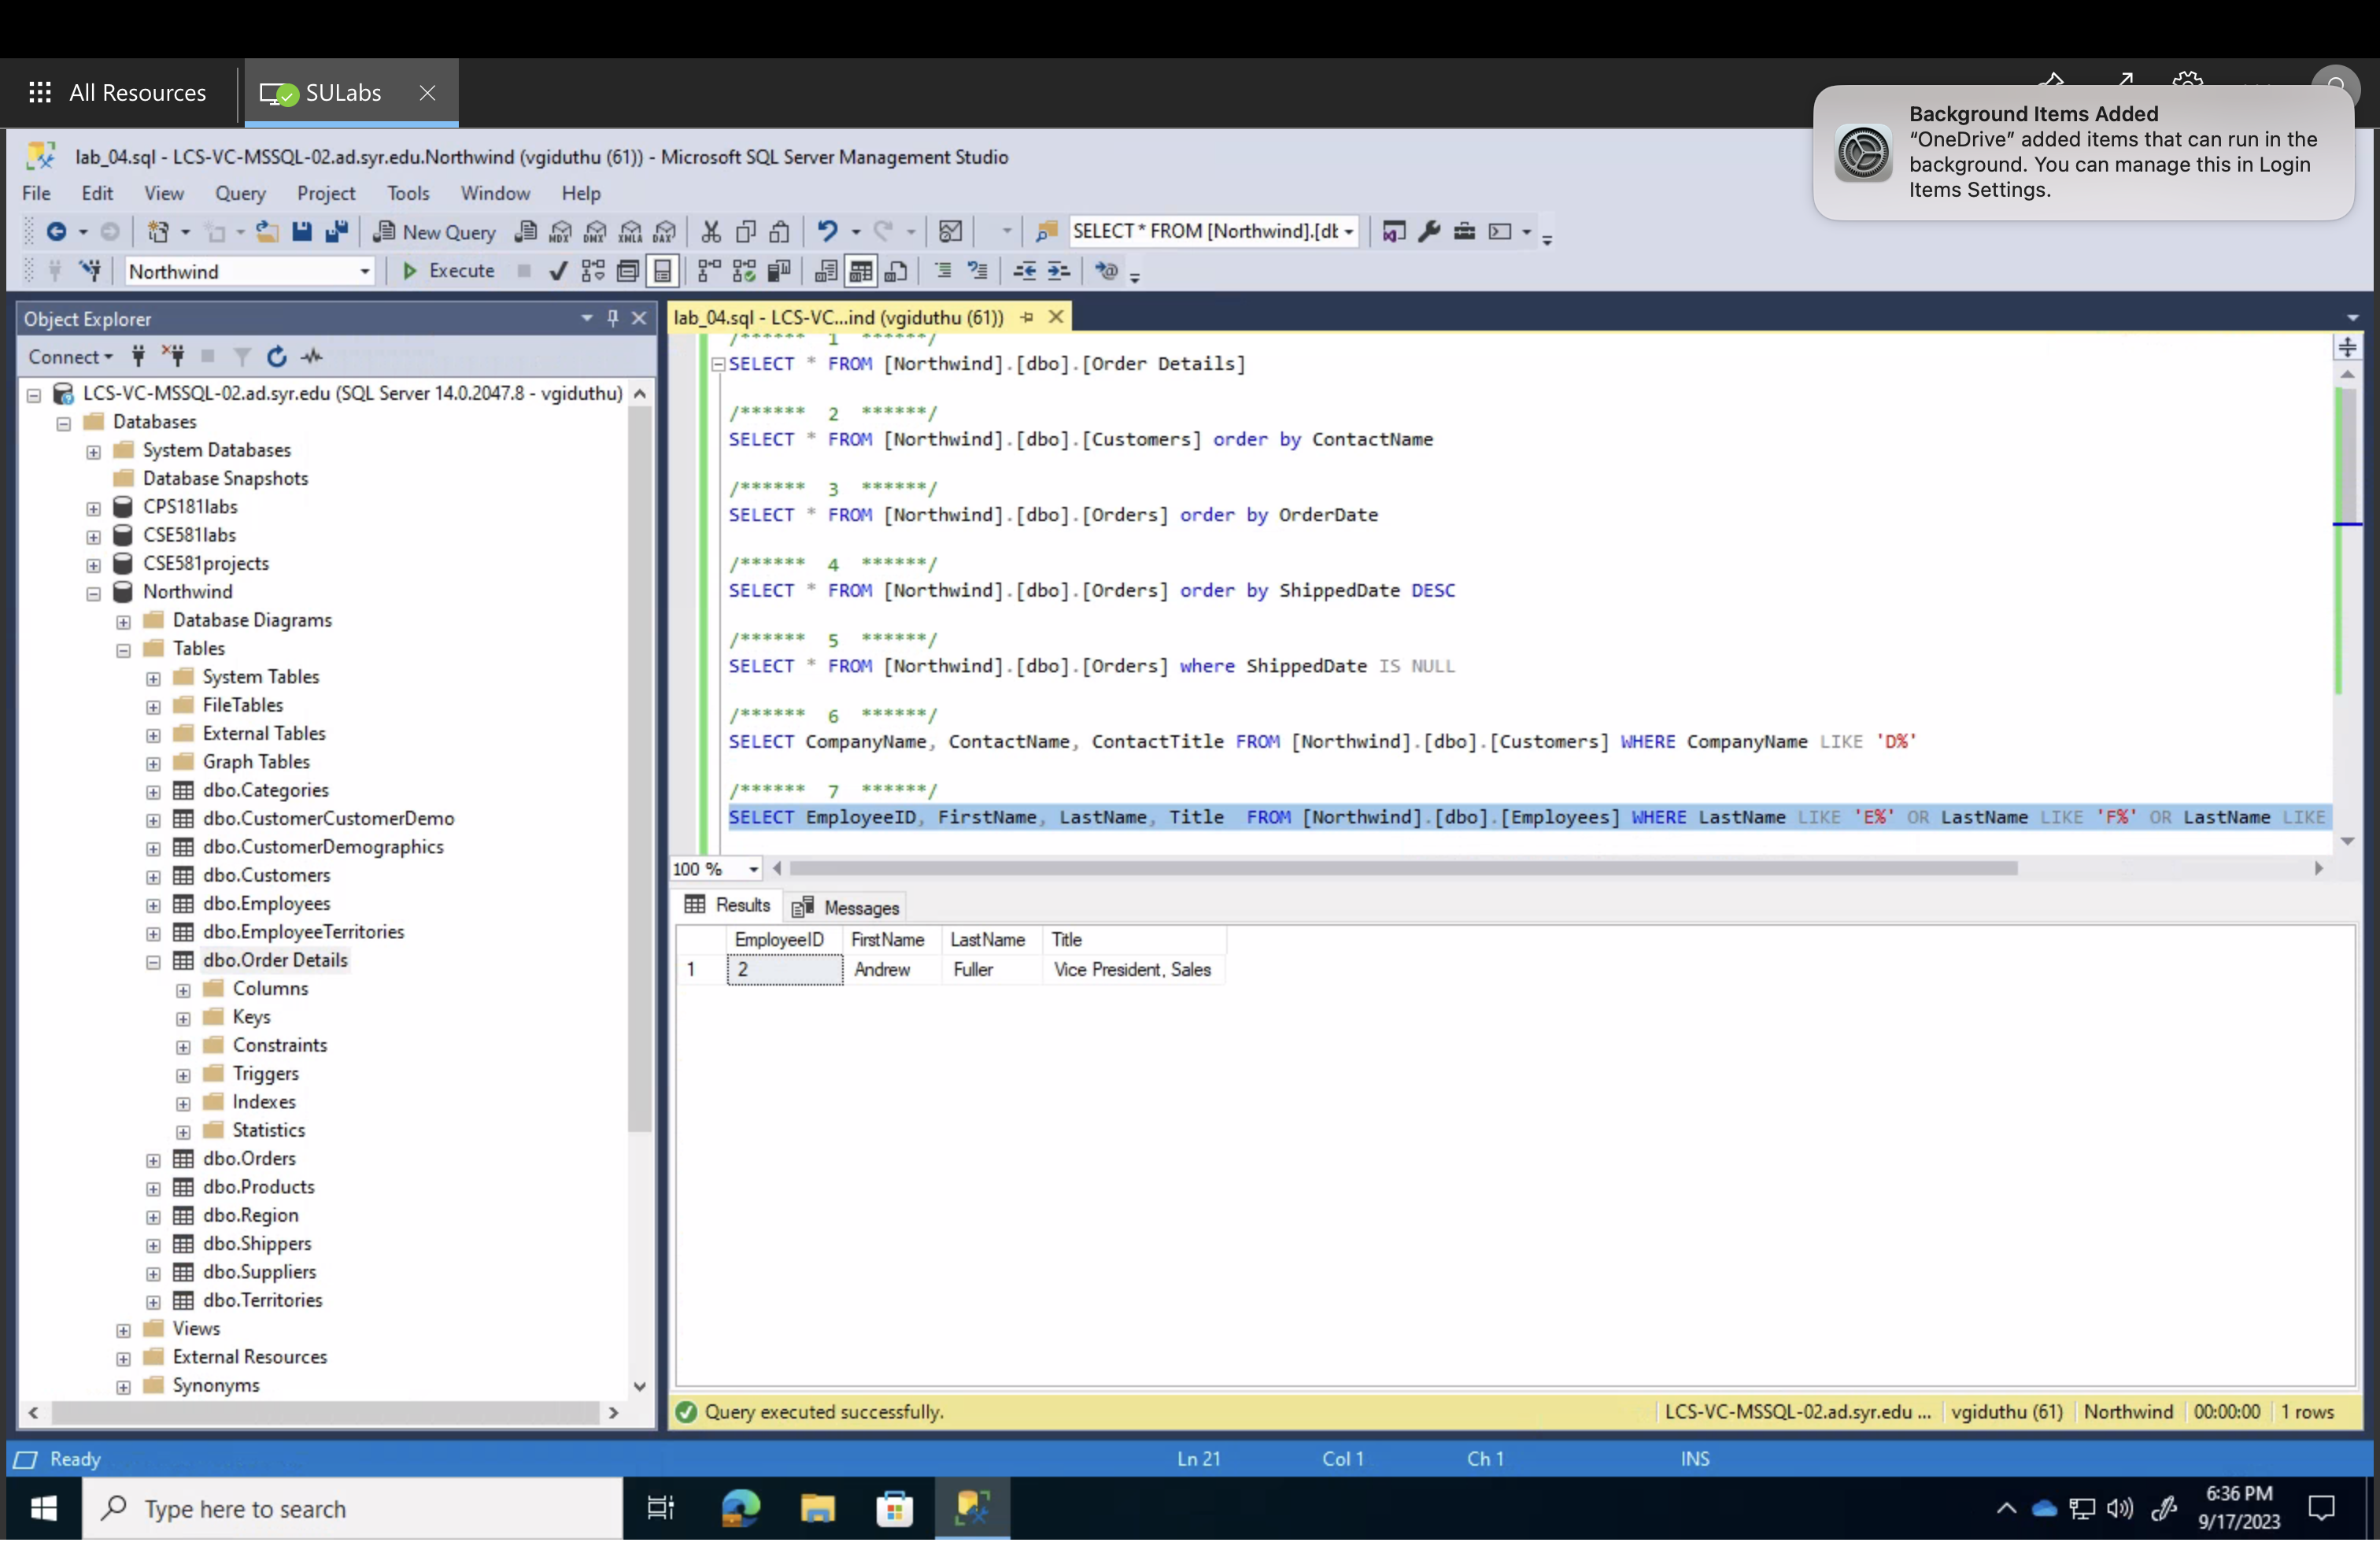 All Resources
SULabs
Background Items Added
“OneDrive” added items that can run in the
background. You can manage this in Login
Items Settings.
lab_04.sql - LCS-VC-MSSQL-02.ad.syr.edu.Northwind (vgiduthu (61)) - Microsoft SQL Server Management Studio
File Edit View Query Project Tools Window Help
New Query MDX DMX XMLA DAX SELECT * FROM [Northwind].[dt
Northwind Execute
Object Explorer
Connect
LCS-VC-MSSQL-02.ad.syr.edu (SQL Server 14.0.2047.8 - vgiduthu)
Databases
System Databases
Database Snapshots
CPS181labs
CSE581labs
CSE581projects
Northwind
Database Diagrams
Tables
System Tables
FileTables
External Tables
Graph Tables
dbo.Categories
dbo.CustomerCustomerDemo
dbo.CustomerDemographics
dbo.Customers
dbo.Employees
dbo.EmployeeTerritories
dbo.Order Details
Columns
Keys
Constraints
Triggers
Indexes
Statistics
dbo.Orders
dbo.Products
dbo.Region
dbo.Shippers
dbo.Suppliers
dbo.Territories
Views
External Resources
Synonyms
lab_04.sql - LCS-VC...ind (vgiduthu (61))
/****** 1 ******/
SELECT * FROM [Northwind].[dbo].[Order Details]
/****** 2 ******/
SELECT * FROM [Northwind].[dbo].[Customers] order by ContactName
/****** 3 ******/
SELECT * FROM [Northwind].[dbo].[Orders] order by OrderDate
/****** 4 ******/
SELECT * FROM [Northwind].[dbo].[Orders] order by ShippedDate DESC
/****** 5 ******/
SELECT * FROM [Northwind].[dbo].[Orders] where ShippedDate IS NULL
/****** 6 ******/
SELECT CompanyName, ContactName, ContactTitle FROM [Northwind].[dbo].[Customers] WHERE CompanyName LIKE 'D%'
/****** 7 ******/
SELECT EmployeeID, FirstName, LastName, Title FROM [Northwind].[dbo].[Employees] WHERE LastName LIKE 'E%' OR LastName LIKE 'F%' OR LastName LIKE
100 %
Results Messages
EmployeeID FirstName LastName Title
1 2 Andrew Fuller Vice President, Sales
Query executed successfully. LCS-VC-MSSQL-02.ad.syr.edu ... vgiduthu (61) Northwind 00:00:00 1 rows
Ready Ln 21 Col 1 Ch 1 INS
Type here to search
6:36 PM
9/17/2023